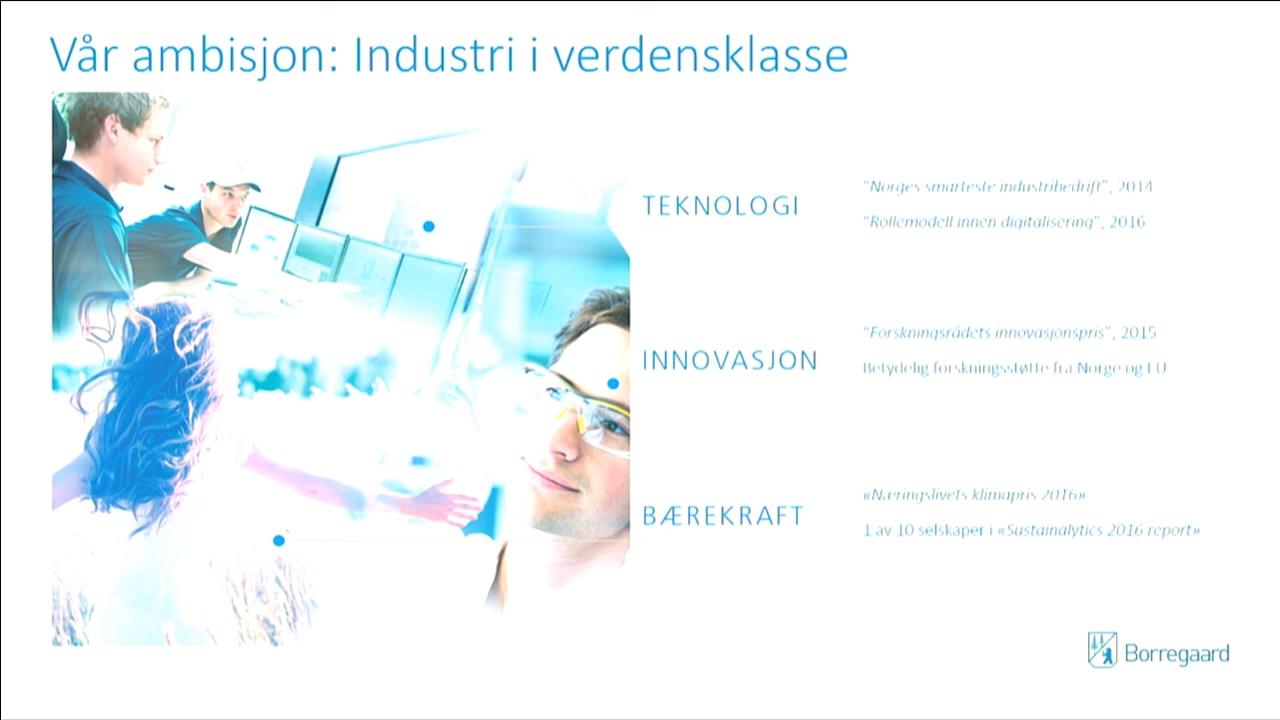 Vår ambisjon: Industri i verdensklasse
TEKNOLOGI
"Norges smarteste industribedrift", 2014
"Rollemodell innen digitalisering", 2016
INNOVASJON
"Forskningsrådets innovasjonspris", 2015
Betydelig forskningsstøtte fra Norge og EU
BÆREKRAFT
«Næringslivets klimapris 2016»
1 av 10 selskaper i «Sustainalytics 2016 report»
Borregaard